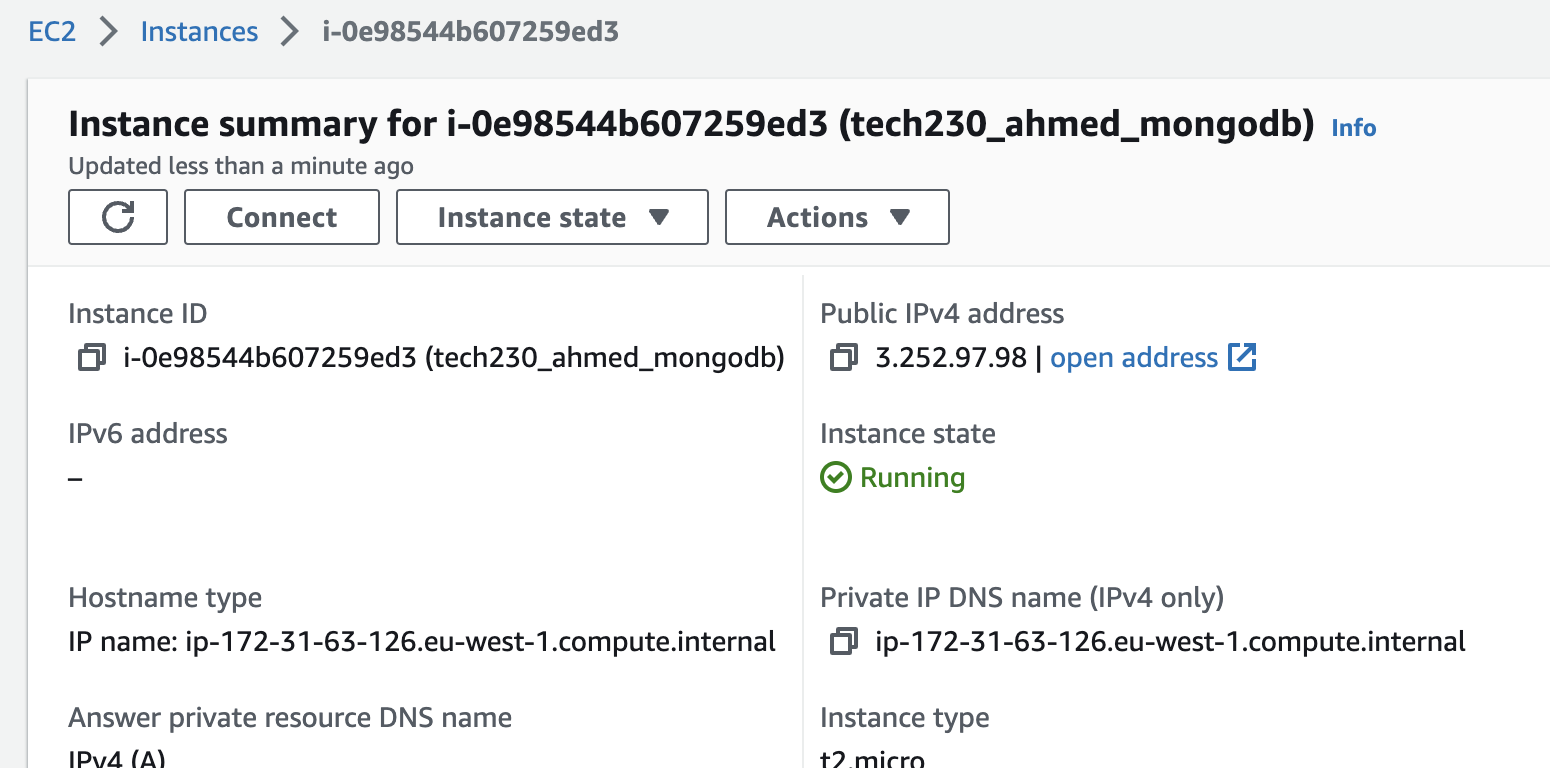 EC2 > Instances > i-0e98544b607259ed3
Instance summary for i-0e98544b607259ed3 (tech230_ahmed_mongodb) Info
Updated less than a minute ago
Connect Instance state Actions
Instance ID
i-0e98544b607259ed3 (tech230_ahmed_mongodb)
Public IPv4 address
3.252.97.98 | open address
IPv6 address
–
Instance state
Running
Hostname type
IP name: ip-172-31-63-126.eu-west-1.compute.internal
Private IP DNS name (IPv4 only)
ip-172-31-63-126.eu-west-1.compute.internal
Answer private resource DNS name
IPv4 (A)
Instance type
t2.micro